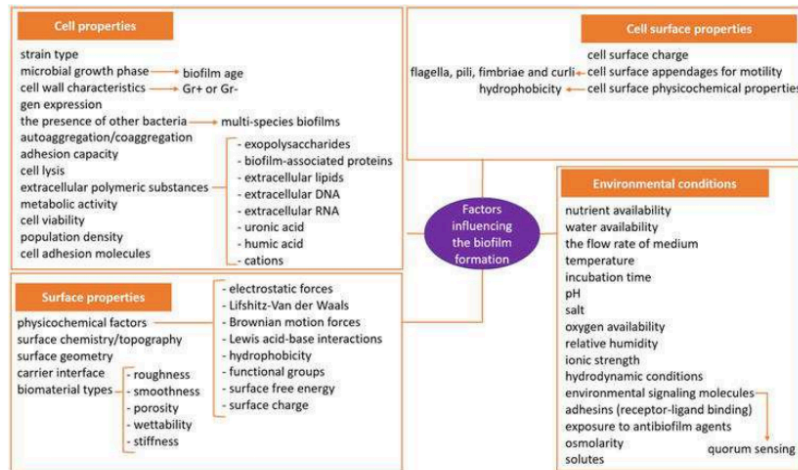 Cell properties
strain type
microbial growth phase
biofilm age
cell wall characteristics
Gr+ or Gr-
gen expression
the presence of other bacteria
multi-species biofilms
autoaggregation/coaggregation
adhesion capacity
cell lysis
extracellular polymeric substances
metabolic activity
cell viability
population density
cell adhesion molecules
- exopolysaccharides
- biofilm-associated proteins
- extracellular lipids
- extracellular DNA
- extracellular RNA
- uronic acid
- humic acid
- cations
Cell surface properties
cell surface charge
flagella, pili, fimbriae and curli
cell surface appendages for motility
hydrophobicity
cell surface physicochemical properties
Factors
influencing
the biofilm
formation
Surface properties
physicochemical factors
surface chemistry/topography
surface geometry
carrier interface
biomaterial types
- roughness
- smoothness
- porosity
- wettability
- stiffness
- electrostatic forces
- Lifshitz-Van der Waals
- Brownian motion forces
- Lewis acid-base interactions
- hydrophobicity
- functional groups
- surface free energy
- surface charge
Environmental conditions
nutrient availability
water availability
the flow rate of medium
temperature
incubation time
pH
salt
oxygen availability
relative humidity
ionic strength
hydrodynamic conditions
environmental signaling molecules
adhesins (receptor-ligand binding)
exposure to antibiofilm agents
osmolarity
quorum sensing
solutes